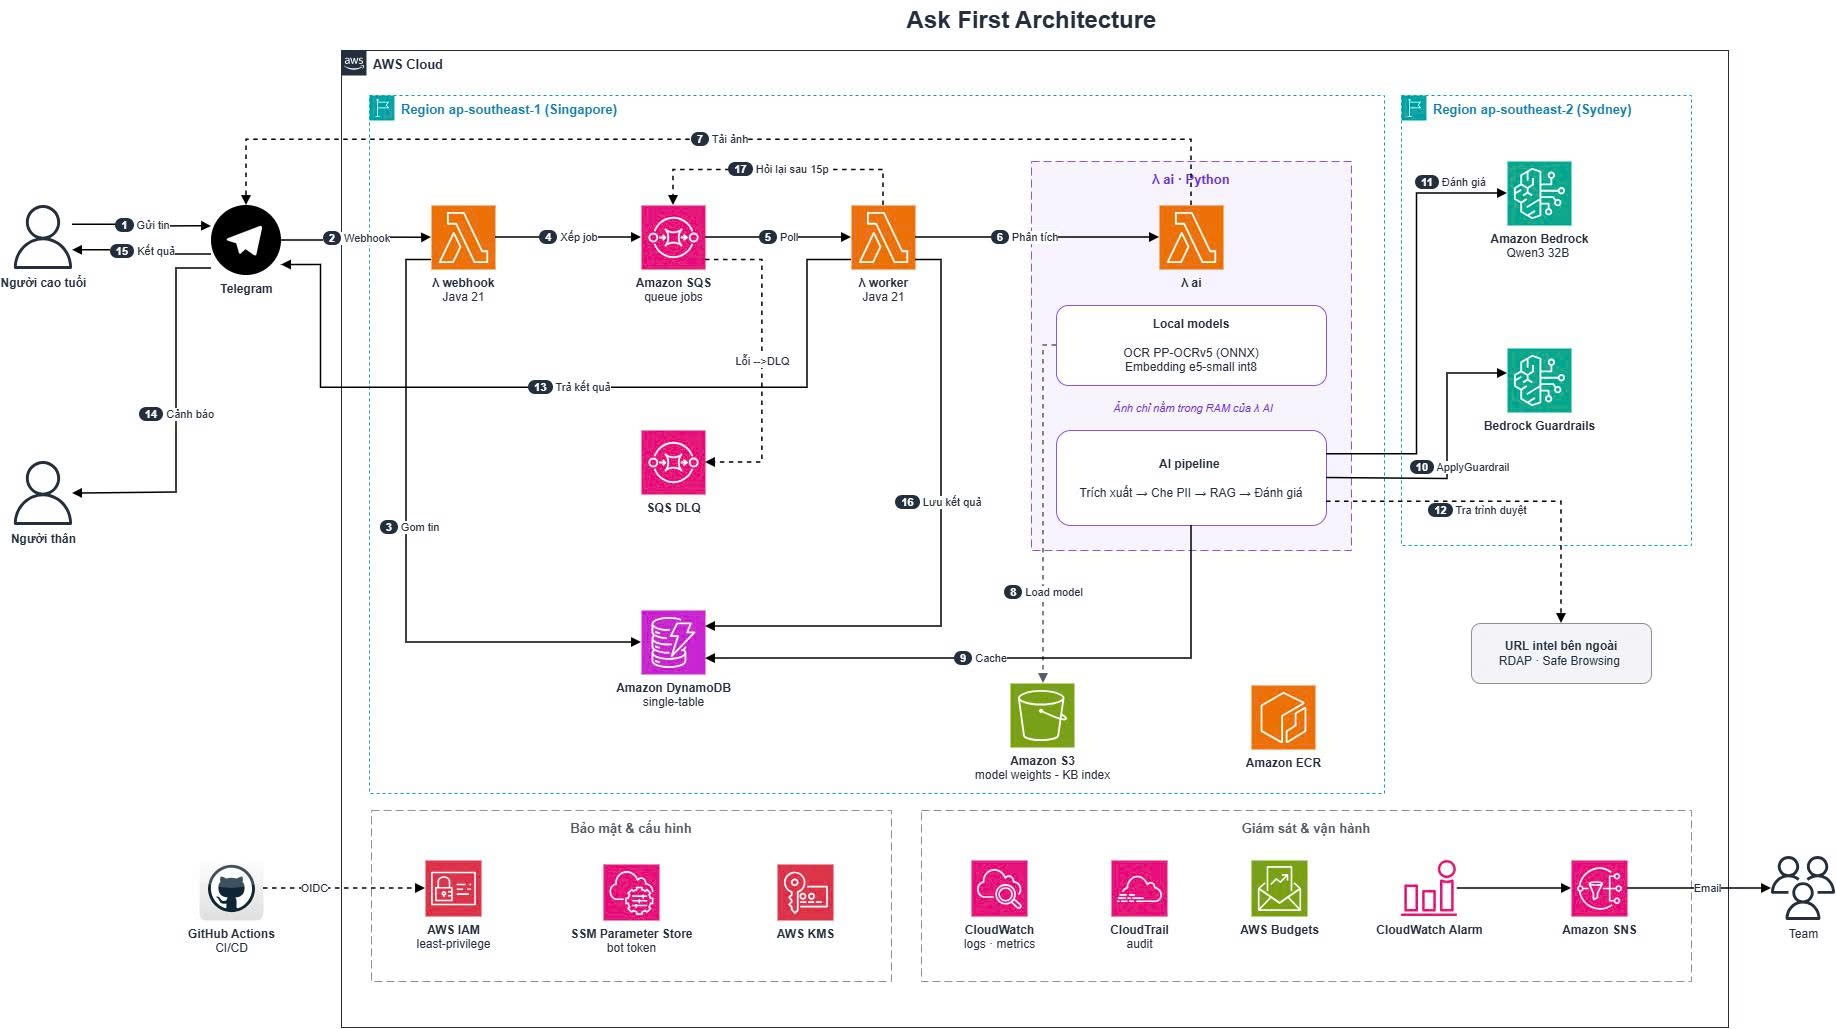 Ask First Architecture
aws
AWS Cloud
Region ap-southeast-1 (Singapore)
Region ap-southeast-2 (Sydney)
7 Tải ảnh
17 Hỏi lại sau 15p
λ ai · Python
11 Đánh giá
1 Gửi tin
15 Kết quả
2 Webhook
4 Xếp job
5 Poll
6 Phân tích
Amazon Bedrock
Qwen3 32B
Người cao tuổi
Telegram
λ webhook
Java 21
Amazon SQS
queue jobs
λ worker
Java 21
λ ai
Local models
OCR PP-OCRv5 (ONNX)
Embedding e5-small int8
Lỗi -->DLQ
13 Trả kết quả
14 Cảnh báo
Ảnh chỉ nằm trong RAM của λ AI
Bedrock Guardrails
AI pipeline
Trích xuất → Che PII → RAG → Đánh giá
10 ApplyGuardrail
12 Tra trình duyệt
SQS DLQ
16 Lưu kết quả
3 Gom tin
Người thân
8 Load model
9 Cache
URL intel bên ngoài
RDAP · Safe Browsing
Amazon DynamoDB
single-table
Amazon S3
model weights - KB index
Amazon ECR
Bảo mật & cấu hình
Giám sát & vận hành
OIDC
Email
GitHub Actions
CI/CD
AWS IAM
least-privilege
SSM Parameter Store
bot token
AWS KMS
CloudWatch
logs · metrics
CloudTrail
audit
AWS Budgets
CloudWatch Alarm
Amazon SNS
Team